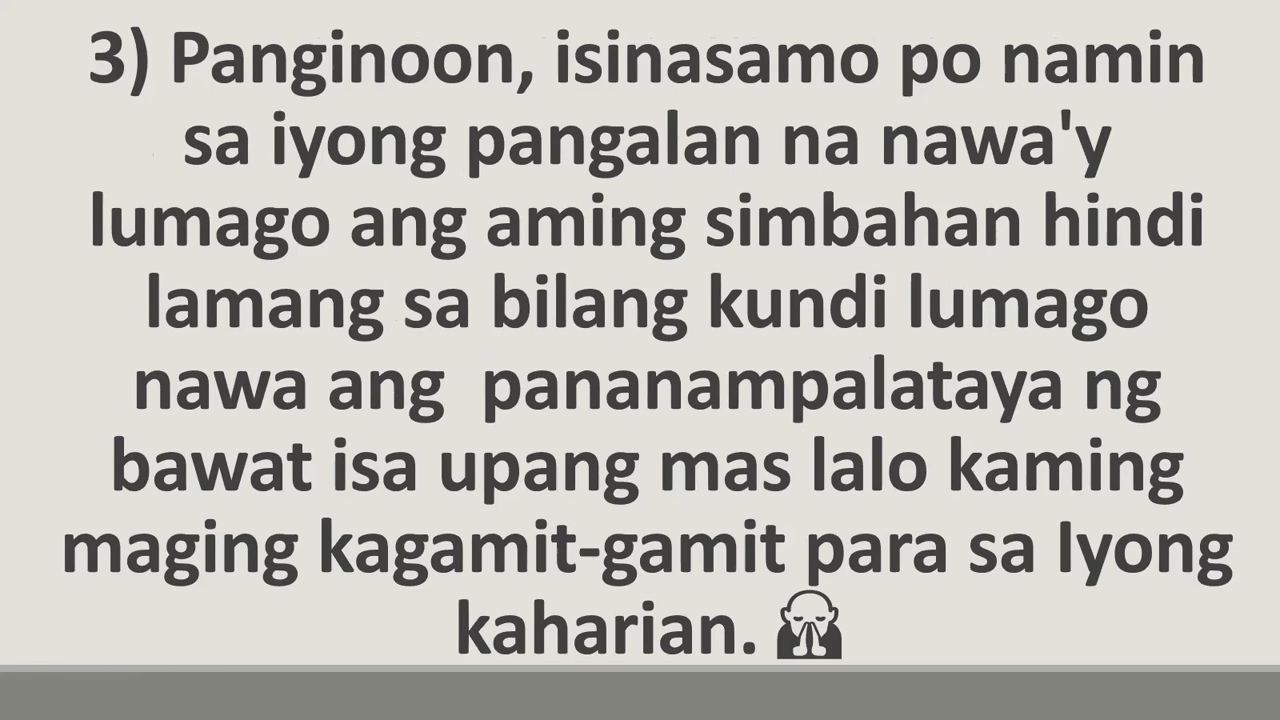 3) Panginoon, isinasamo po namin
sa iyong pangalan na nawa'y
lumago ang aming simbahan hindi
lamang sa bilang kundi lumago
nawa ang  pananampalataya ng
bawat isa upang mas lalo kaming
maging kagamit-gamit para sa Iyong
kaharian.